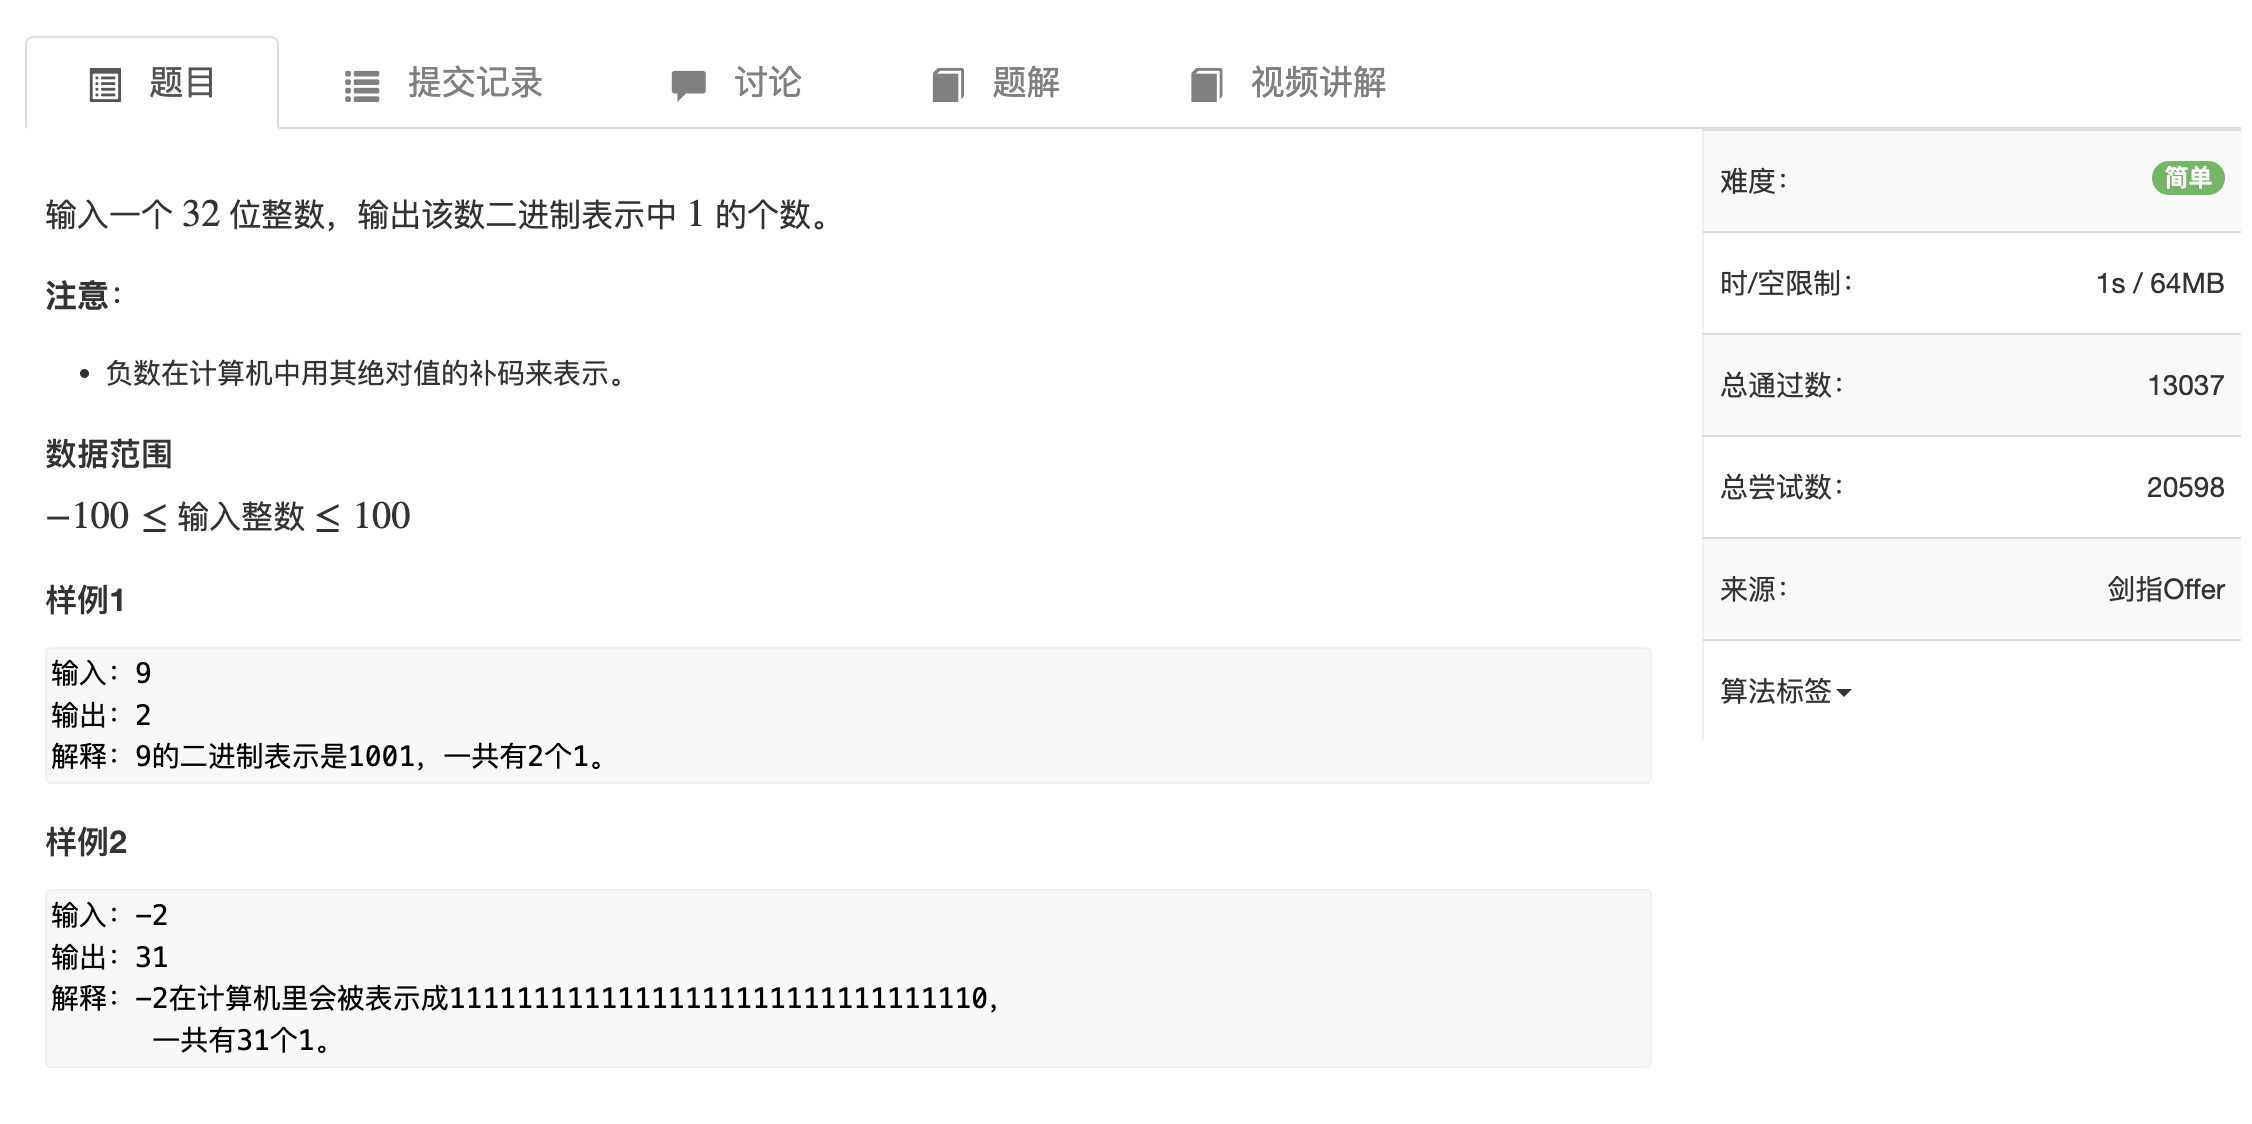 题目 提交记录 讨论 题解 视频讲解
输入一个 32 位整数，输出该数二进制表示中 1 的个数。
注意：
• 负数在计算机中用其绝对值的补码来表示。
数据范围
−100 ≤ 输入整数 ≤ 100
样例1
输入：9
输出：2
解释：9的二进制表示是1001，一共有2个1。
样例2
输入：-2
输出：31
解释：-2在计算机里会被表示成11111111111111111111111111111110，
一共有31个1。
难度： 简单
时/空限制： 1s / 64MB
总通过数： 13037
总尝试数： 20598
来源： 剑指Offer
算法标签